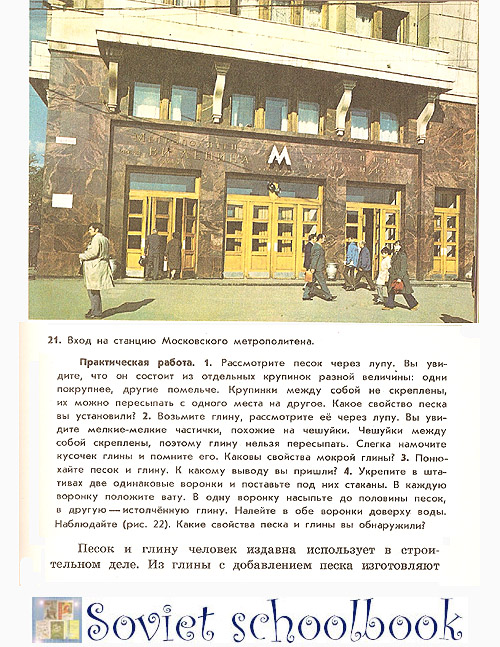 М
21. Вход на станцию Московского метрополитена.
Практическая работа. 1. Рассмотрите песок через лупу. Вы уви-
дите, что он состоит из отдельных крупинок разной величины: одни
покрупнее, другие помельче. Крупинки между собой не скреплены,
их можно пересыпать с одного места на другое. Какое свойство песка
вы установили? 2. Возьмите глину, рассмотрите её через лупу. Вы уви-
дите мелкие-мелкие частички, похожие на чешуйки. Чешуйки между
собой скреплены, поэтому глину нельзя пересыпать. Слегка намочите
кусочек глины и помните его. Каковы свойства мокрой глины? 3. Поню-
хайте песок и глину. К какому выводу вы пришли? 4. Укрепите в шта-
тивах две одинаковые воронки и поставьте под них стаканы. В каждую
воронку положите вату. В одну воронку насыпьте до половины песок,
в другую — истолчённую глину. Налейте в обе воронки доверху воды.
Наблюдайте (рис. 22). Какие свойства песка и глины вы обнаружили?
Песок и глину человек издавна использует в строи-
тельном деле. Из глины с добавлением песка изготовляют
Soviet schoolbook